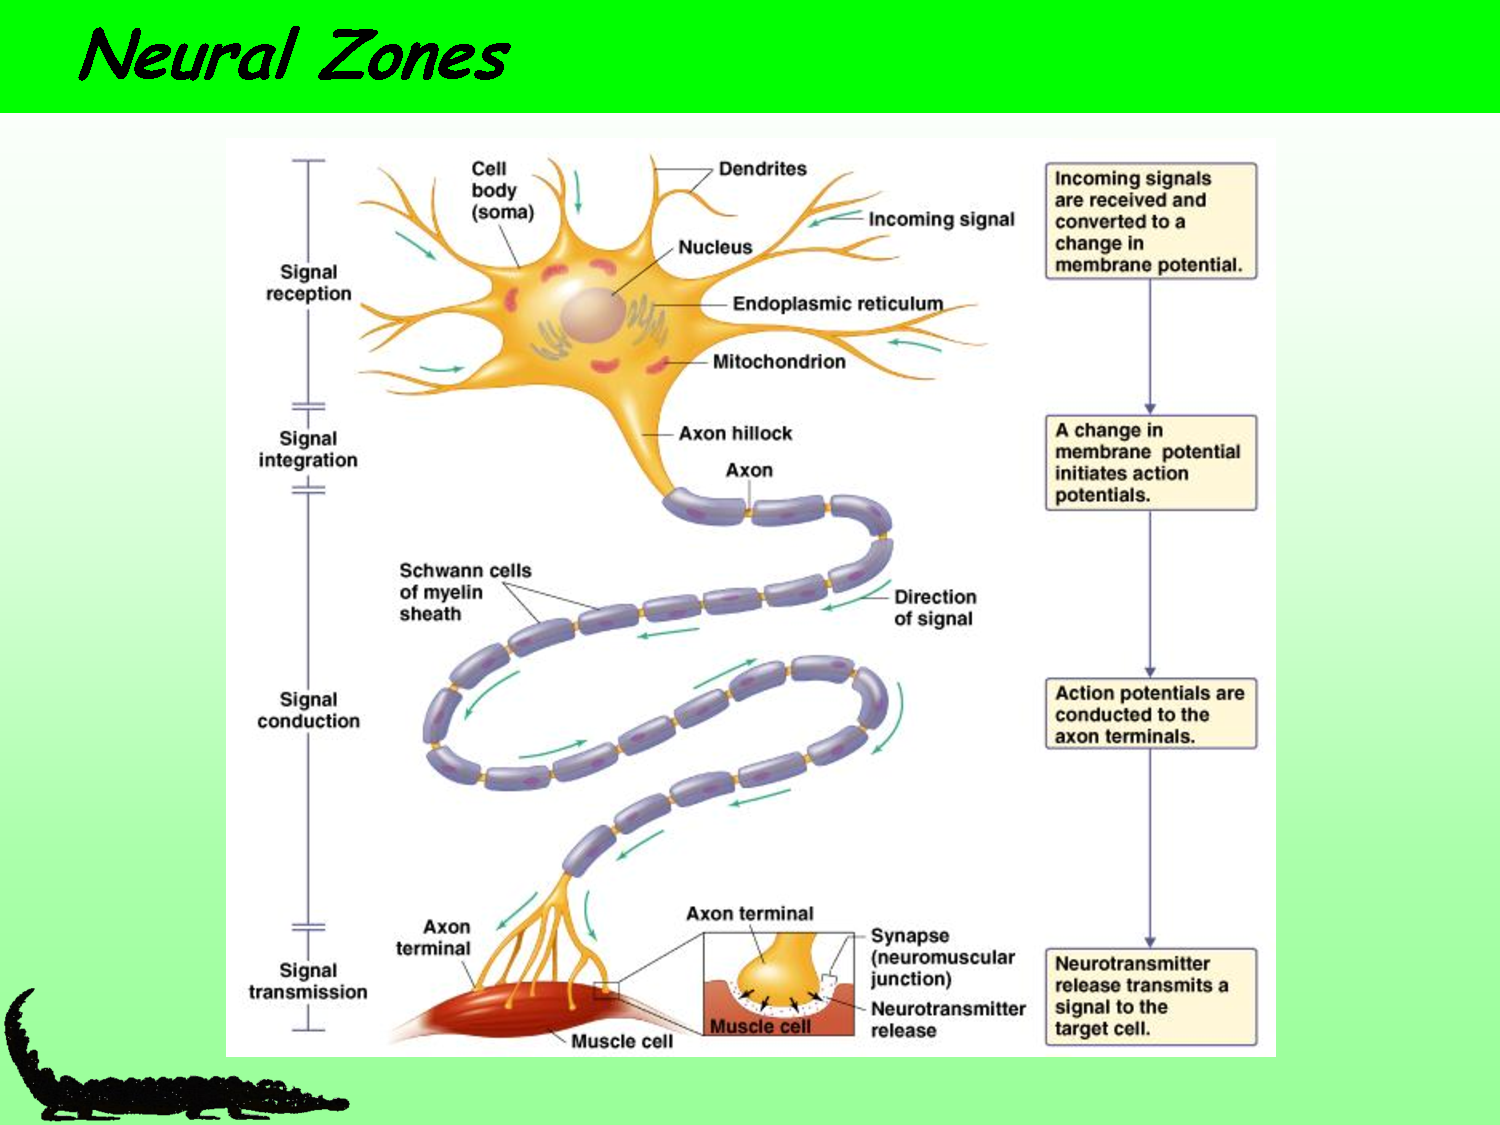 Neural Zones
Cell
body
(soma)
Dendrites
Incoming signal
Nucleus
Endoplasmic reticulum
Mitochondrion
Signal
reception
Incoming signals
are received and
converted to a
change in
membrane potential.
Signal
integration
Axon hillock
Axon
A change in
membrane potential
initiates action
potentials.
Schwann cells
of myelin
sheath
Direction
of signal
Signal
conduction
Action potentials are
conducted to the
axon terminals.
Axon
terminal
Axon terminal
Synapse
(neuromuscular
junction)
Neurotransmitter
release
Muscle cell
Muscle cell
Signal
transmission
Neurotransmitter
release transmits a
signal to the
target cell.